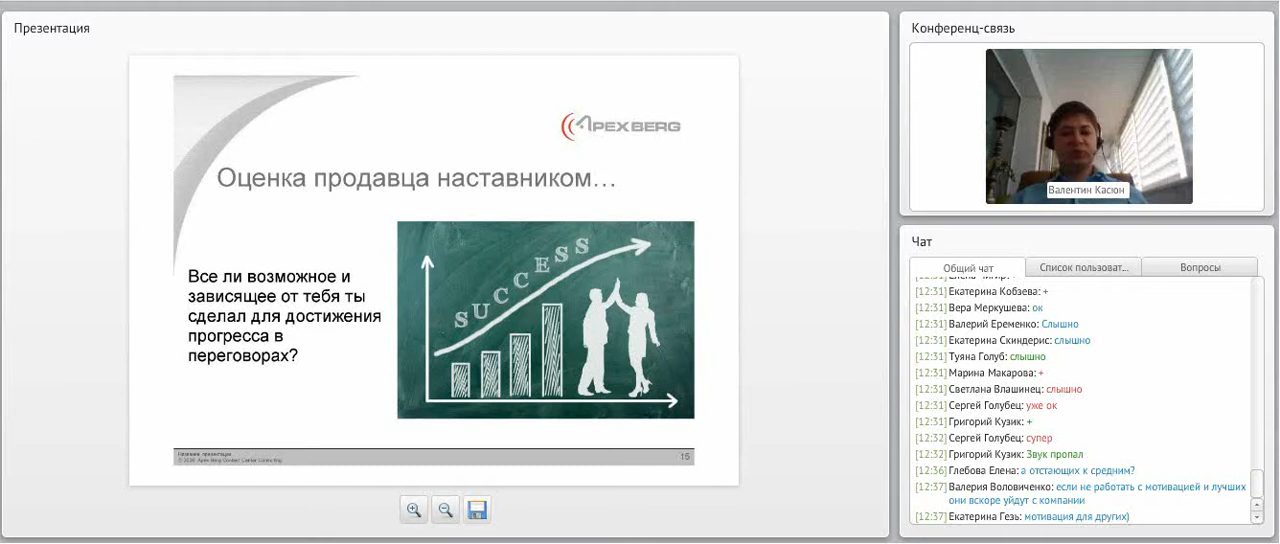 Презентация
APEX BERG
Оценка продавца наставником...
Все ли возможное и
зависящее от тебя ты
сделал для достижения
прогресса в
переговорах?
SUCCESS
15
Конференц-связь
Валентин Касюн
Чат
Общий чат
Список пользоват...
Вопросы
[12:31] Екатерина Кобзева: +
[12:31] Вера Меркушева: ок
[12:31] Валерий Еременко: Слышно
[12:31] Екатерина Скиндерис: слышно
[12:31] Туяна Голуб: слышно
[12:31] Марина Макарова: +
[12:31] Светлана Влашинец: слышно
[12:31] Сергей Голубец: уже ок
[12:31] Григорий Кузик: +
[12:32] Сергей Голубец: супер
[12:32] Григорий Кузик: Звук пропал
[12:36] Глебова Елена: а отстающих к средним?
[12:37] Валерия Воловиченко: если не работать с мотивацией и лучших
они вскоре уйдут с компании
[12:37] Екатерина Гезь: мотивация для других)